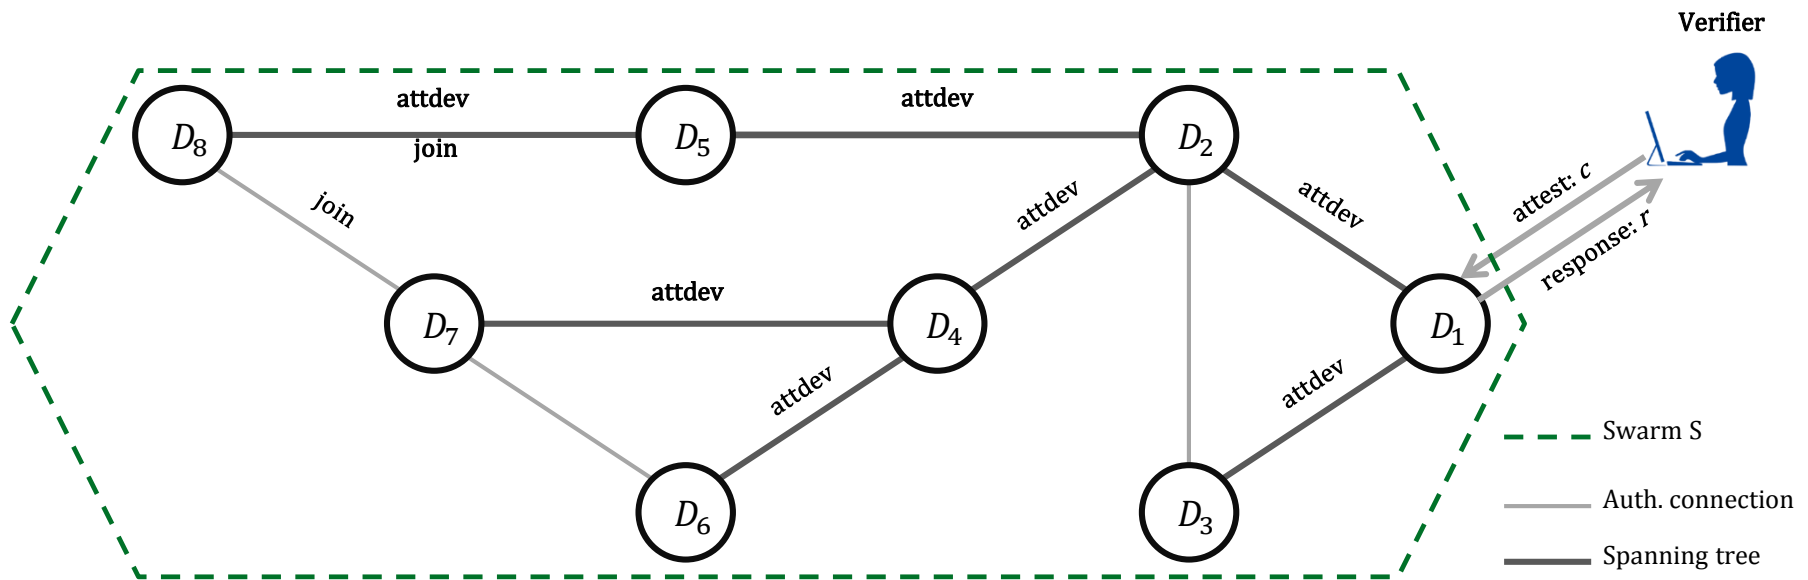 Verifier
attdev
attdev
D₈
join
D₅
D₂
join
attdev
attdev
attest: c
response: r
attdev
D₇
D₄
D₁
attdev
attdev
D₆
D₃
Swarm S
Auth. connection
Spanning tree